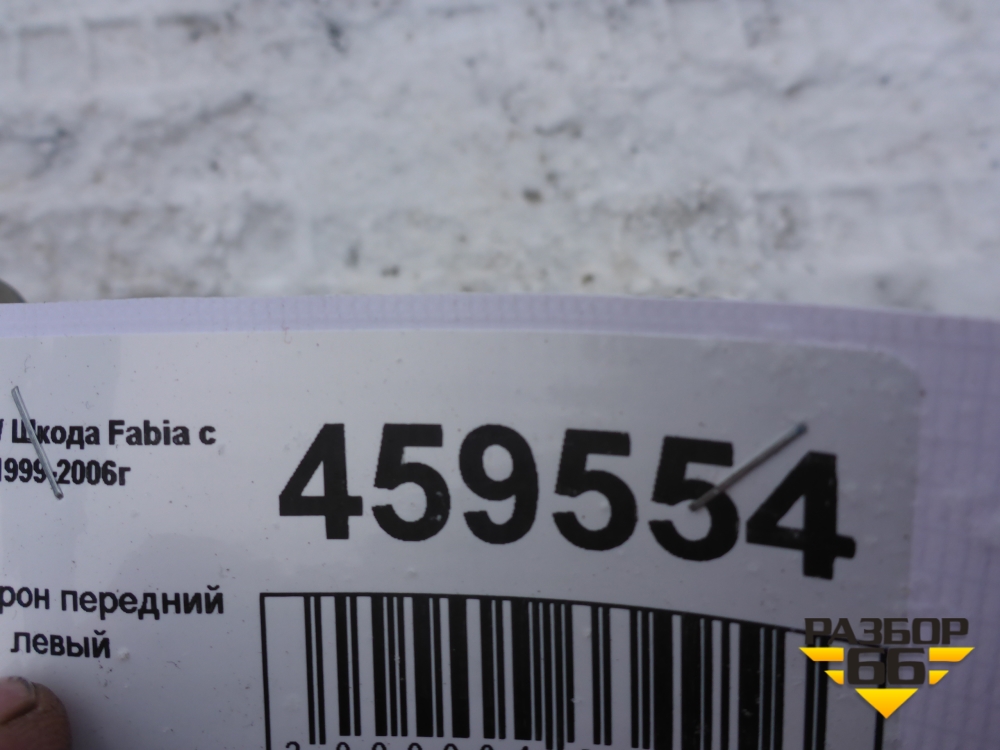 Шкода Fabia с
1999-2006г
459554
рон передний
левый
РАЗБОР
66